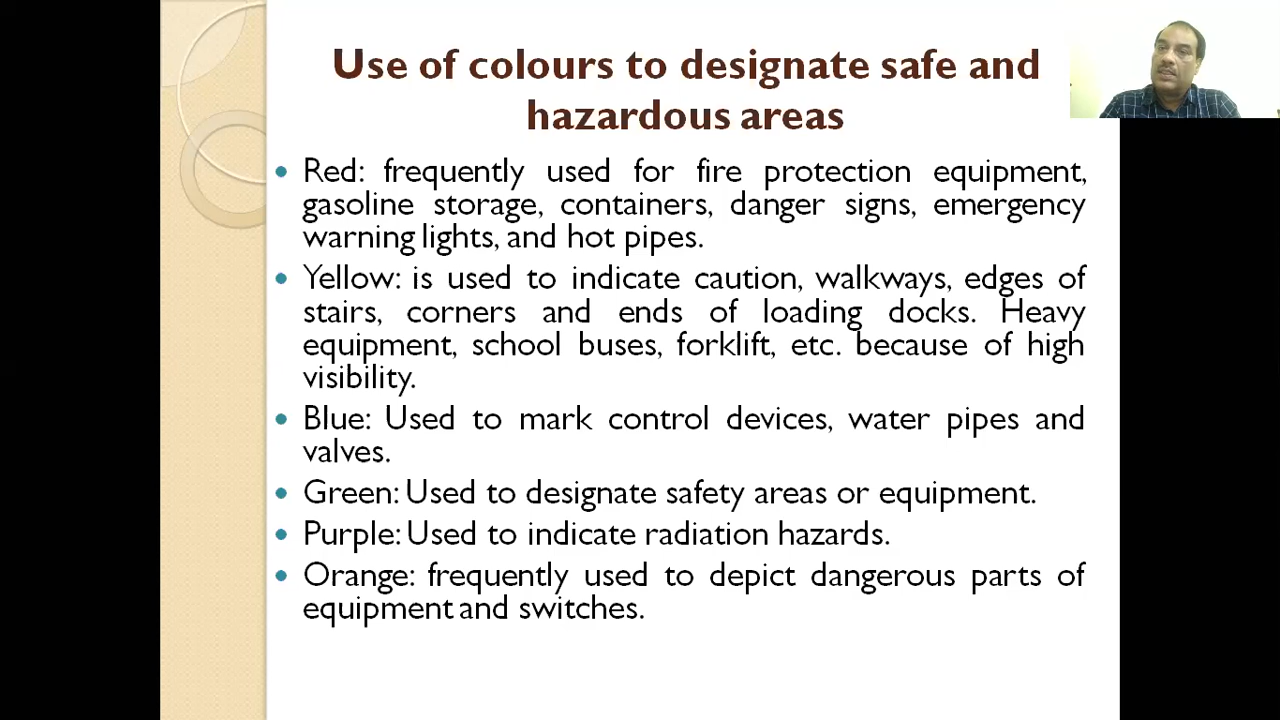 Use of colours to designate safe and
hazardous areas
• Red: frequently used for fire protection equipment,
gasoline storage, containers, danger signs, emergency
warning lights, and hot pipes.
• Yellow: is used to indicate caution, walkways, edges of
stairs, corners and ends of loading docks. Heavy
equipment, school buses, forklift, etc. because of high
visibility.
• Blue: Used to mark control devices, water pipes and
valves.
• Green: Used to designate safety areas or equipment.
• Purple: Used to indicate radiation hazards.
• Orange: frequently used to depict dangerous parts of
equipment and switches.